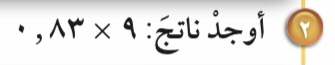 ٢ أوجدْ ناتجَ: ٩ × ٠,٨٣